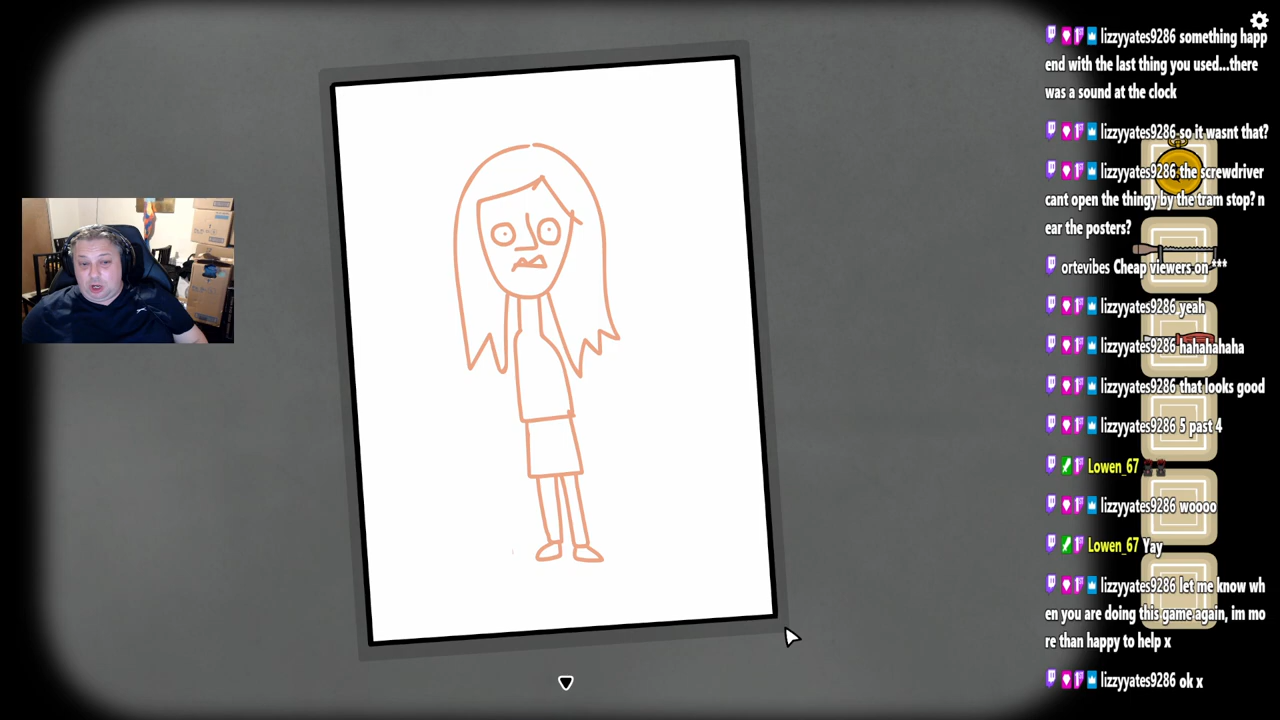 lizzyyates9286 something happ
end with the last thing you used...there
was a sound at the clock
lizzyyates9286 so it wasnt that?
lizzyyates9286 the screwdriver
cant open the thingy by the tram stop? n
ear the posters?
ortevibes Cheap viewers on ***
lizzyyates9286 yeah
lizzyyates9286 hahahahaha
lizzyyates9286 that looks good
lizzyyates9286 5 past 4
Lowen_67
lizzyyates9286 woooo
Lowen_67 Yay
lizzyyates9286 let me know wh
en you are doing this game again, im mo
re than happy to help x
lizzyyates9286 ok x